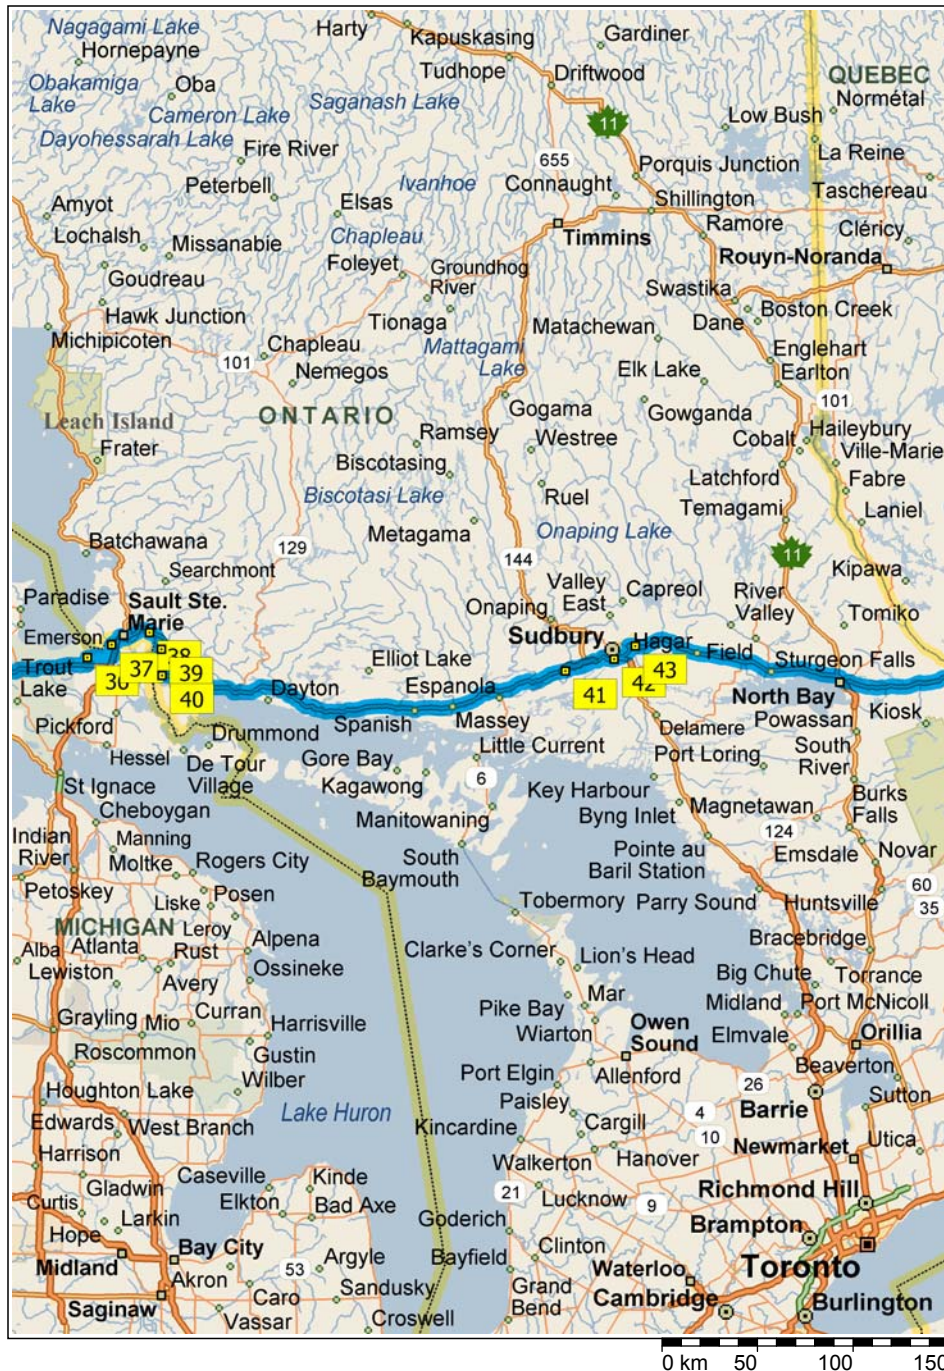 Nagagami Lake
Hornepayne
Harty
Kapuskasing
Gardiner
Tudhope
Driftwood
QUEBEC
Obakamiga
Lake
Oba
Cameron Lake
Saganash Lake
Normétal
Low Bush
11
Dayohessarah Lake
Fire River
La Reine
655
Porquis Junction
Peterbell
Ivanhoe
Connaught
Taschereau
Amyot
Elsas
Shillington
Lochalsh
Missanabie
Chapleau
Timmins
Ramore
Cléricy
Foleyet
Groundhog
River
Rouyn-Noranda
Goudreau
Swastika
Hawk Junction
Tionaga
Matachewan
Dane
Boston Creek
Michipicoten
Chapleau
Mattagami
Lake
Englehart
101
Nemegos
Elk Lake
Earlton
Leach Island
ONTARIO
Gogama
Gowganda
101
Ramsey
Westree
Cobalt
Haileybury
Frater
Biscotasing
Ville-Marie
Latchford
Fabre
Biscotasi Lake
Ruel
Temagami
Metagama
Onaping Lake
Laniel
Batchawana
129
144
11
Searchmont
Valley
East
Capreol
Kipawa
Paradise
Sault Ste.
Marie
Onaping
River
Valley
Tomiko
Emerson
Sudbury
Hagar
Field
Trout
Lake
36
37
38
39
40
Elliot Lake
Espanola
41
42
43
Sturgeon Falls
North Bay
Dayton
Pickford
Spanish
Massey
Delamere
Powassan
Kiosk
Drummond
Hessel
De Tour
Village
Gore Bay
Little Current
Port Loring
South
River
St Ignace
Kagawong
6
Key Harbour
Cheboygan
Manitowaning
Byng Inlet
Magnetawan
Burks
Falls
Indian
River
Manning
Moltke
Rogers City
South
Baymouth
Pointe au
Baril Station
124
Emsdale
Novar
Petoskey
Posen
Liske
Tobermory
Parry Sound
Huntsville
60
35
MICHIGAN
Leroy
Alba
Atlanta
Rust
Alpena
Clarke's Corner
Lion's Head
Bracebridge
Lewiston
Avery
Ossineke
Big Chute
Torrance
Grayling
Mio
Curran
Harrisville
Pike Bay
Mar
Midland
Port McNicoll
Wiarton
Owen
Sound
Elmvale
Orillia
Roscommon
Gustin
Allenford
Beaverton
Houghton Lake
Wilber
Port Elgin
26
Sutton
Lake Huron
Paisley
Barrie
Edwards
West Branch
Kincardine
Cargill
4
10
Newmarket
Utica
Harrison
Walkerton
Hanover
Gladwin
Caseville
Kinde
21
Richmond Hill
Curtis
Elkton
Bad Axe
Lucknow
9
Hope
Larkin
Goderich
Brampton
Midland
Bay City
Argyle
Bayfield
Clinton
Toronto
53
Waterloo
Akron
Sandusky
Grand
Bend
Cambridge
Saginaw
Caro
Burlington
Vassar
Croswell
0 km 50 100 150